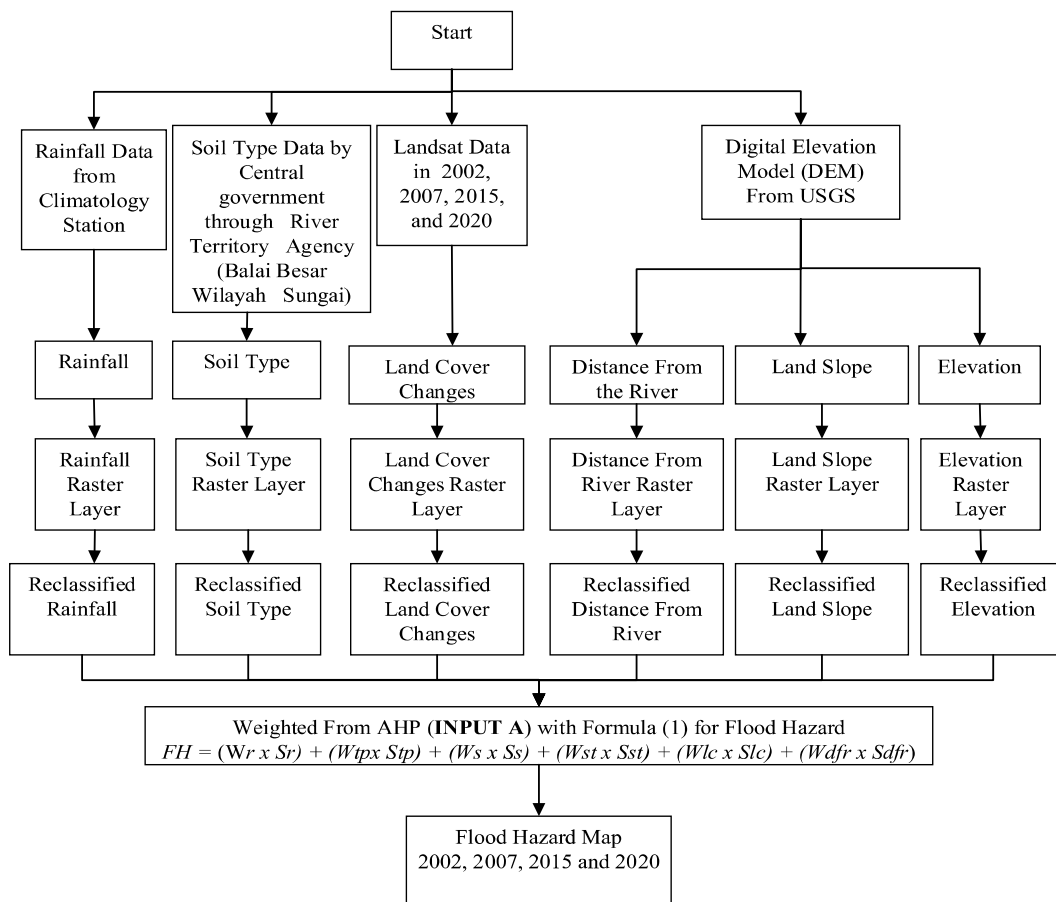 Start
Rainfall Data
from
Climatology
Station
Soil Type Data by
Central
government
through River
Territory Agency
(Balai Besar
Wilayah Sungai)
Landsat Data
in 2002,
2007, 2015,
and 2020
Digital Elevation
Model (DEM)
From USGS
Rainfall
Soil Type
Land Cover
Changes
Distance From
the River
Land Slope
Elevation
Rainfall
Raster
Layer
Soil Type
Raster Layer
Land Cover
Changes Raster
Layer
Distance From
River Raster
Layer
Land Slope
Raster Layer
Elevation
Raster
Layer
Reclassified
Rainfall
Reclassified
Soil Type
Reclassified
Land Cover
Changes
Reclassified
Distance From
River
Reclassified
Land Slope
Reclassified
Elevation
Weighted From AHP (INPUT A) with Formula (1) for Flood Hazard
FH = (Wr x Sr) + (Wtpx Stp) + (Ws x Ss) + (Wst x Sst) + (Wlc x Slc) + (Wdfr x Sdfr)
Flood Hazard Map
2002, 2007, 2015 and 2020